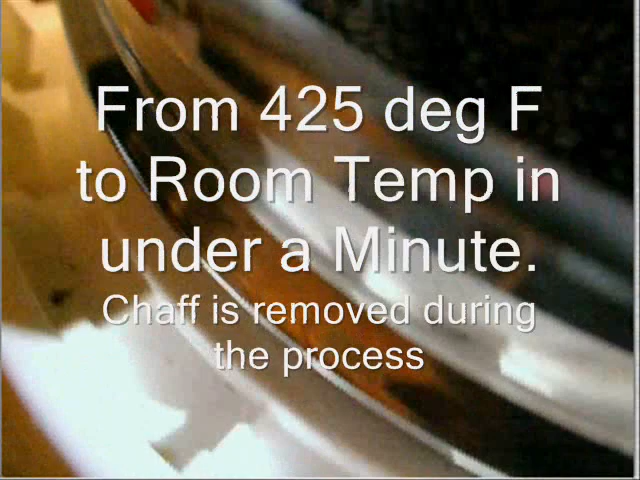 From 425 deg F
to Room Temp in
under a Minute.
Chaff is removed during
the process